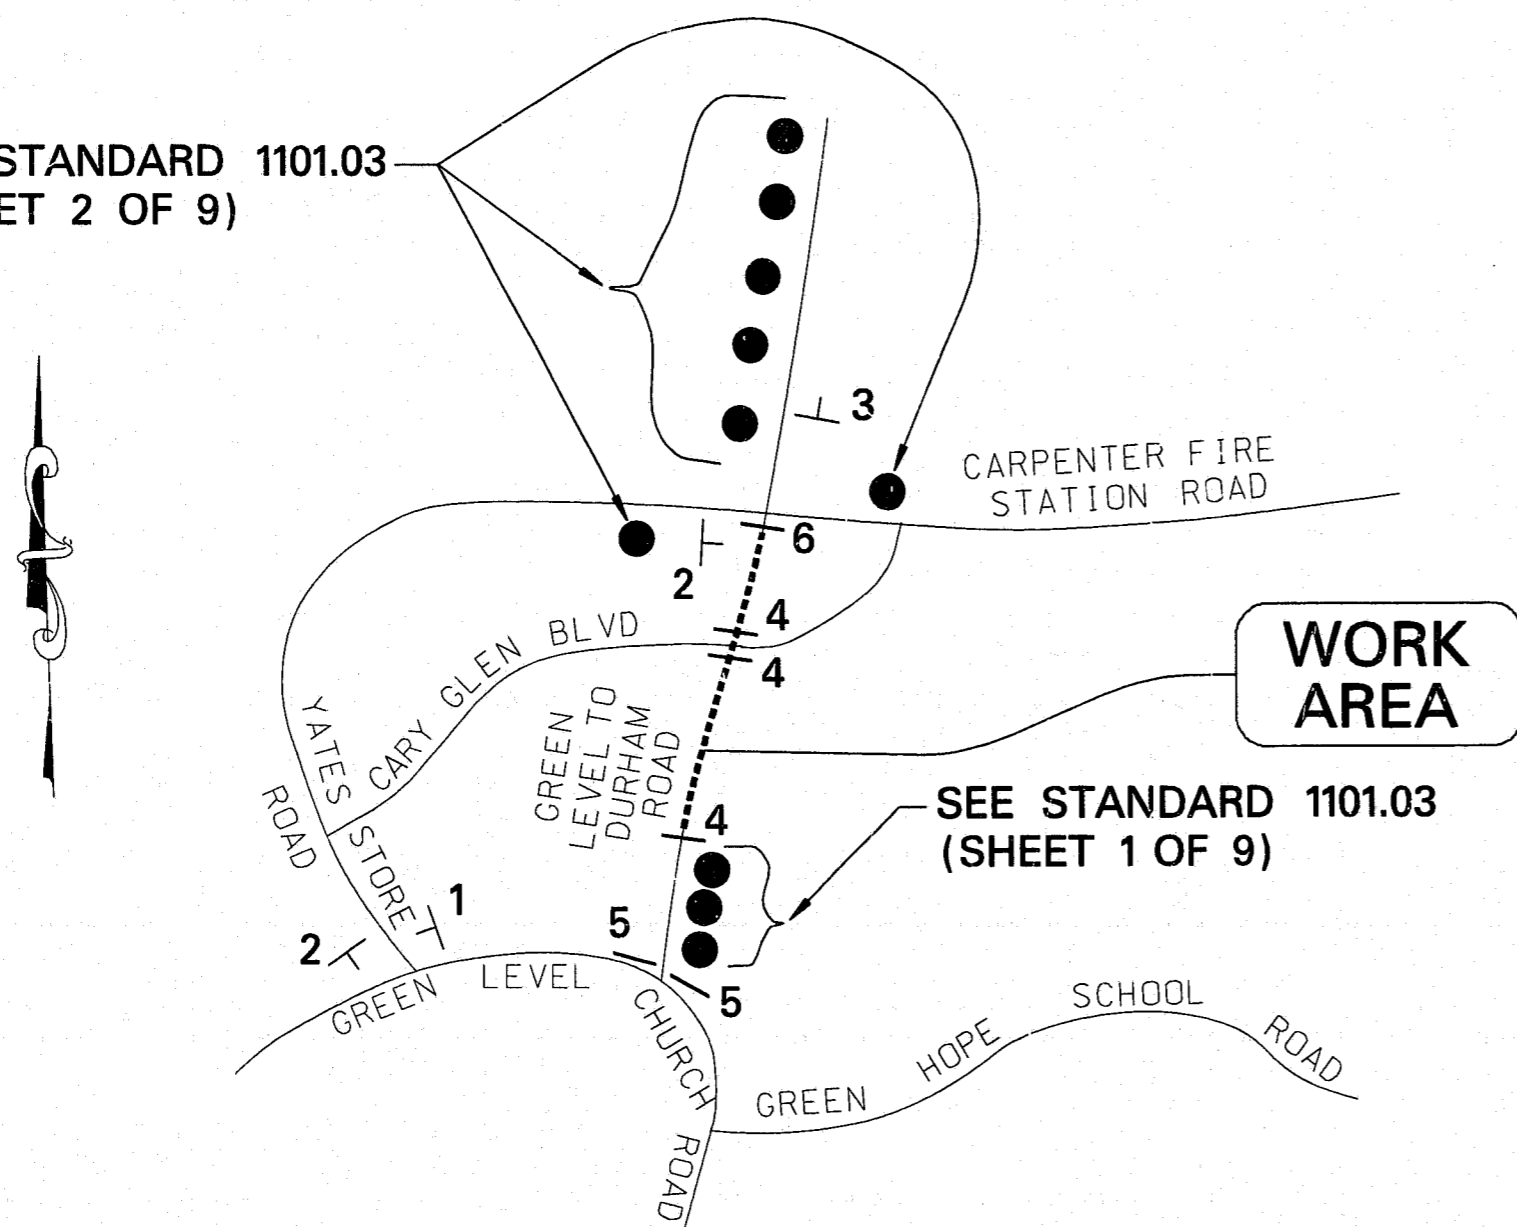 STANDARD 1101.03
ET 2 OF 9)
3
CARPENTER FIRE
STATION ROAD
6
2
4
BLVD
4
GLEN
CARY
WORK
AREA
GREEN
LEVEL TO
DURHAM
ROAD
YATES
STORE
ROAD
4
SEE STANDARD 1101.03
(SHEET 1 OF 9)
1
2
5
5
GREEN LEVEL CHURCH ROAD
GREEN HOPE SCHOOL ROAD